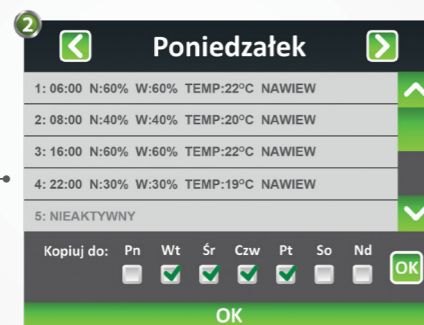 2
Poniedzałek
1: 06:00 N:60% W:60% TEMP:22°C NAWIEW
2: 08:00 N:40% W:40% TEMP:20°C NAWIEW
3: 16:00 N:60% W:60% TEMP:22°C NAWIEW
4: 22:00 N:30% W:30% TEMP:19°C NAWIEW
5: NIEAKTYWNY
Kopiuj do: Pn Wt Śr Czw Pt So Nd
OK
OK